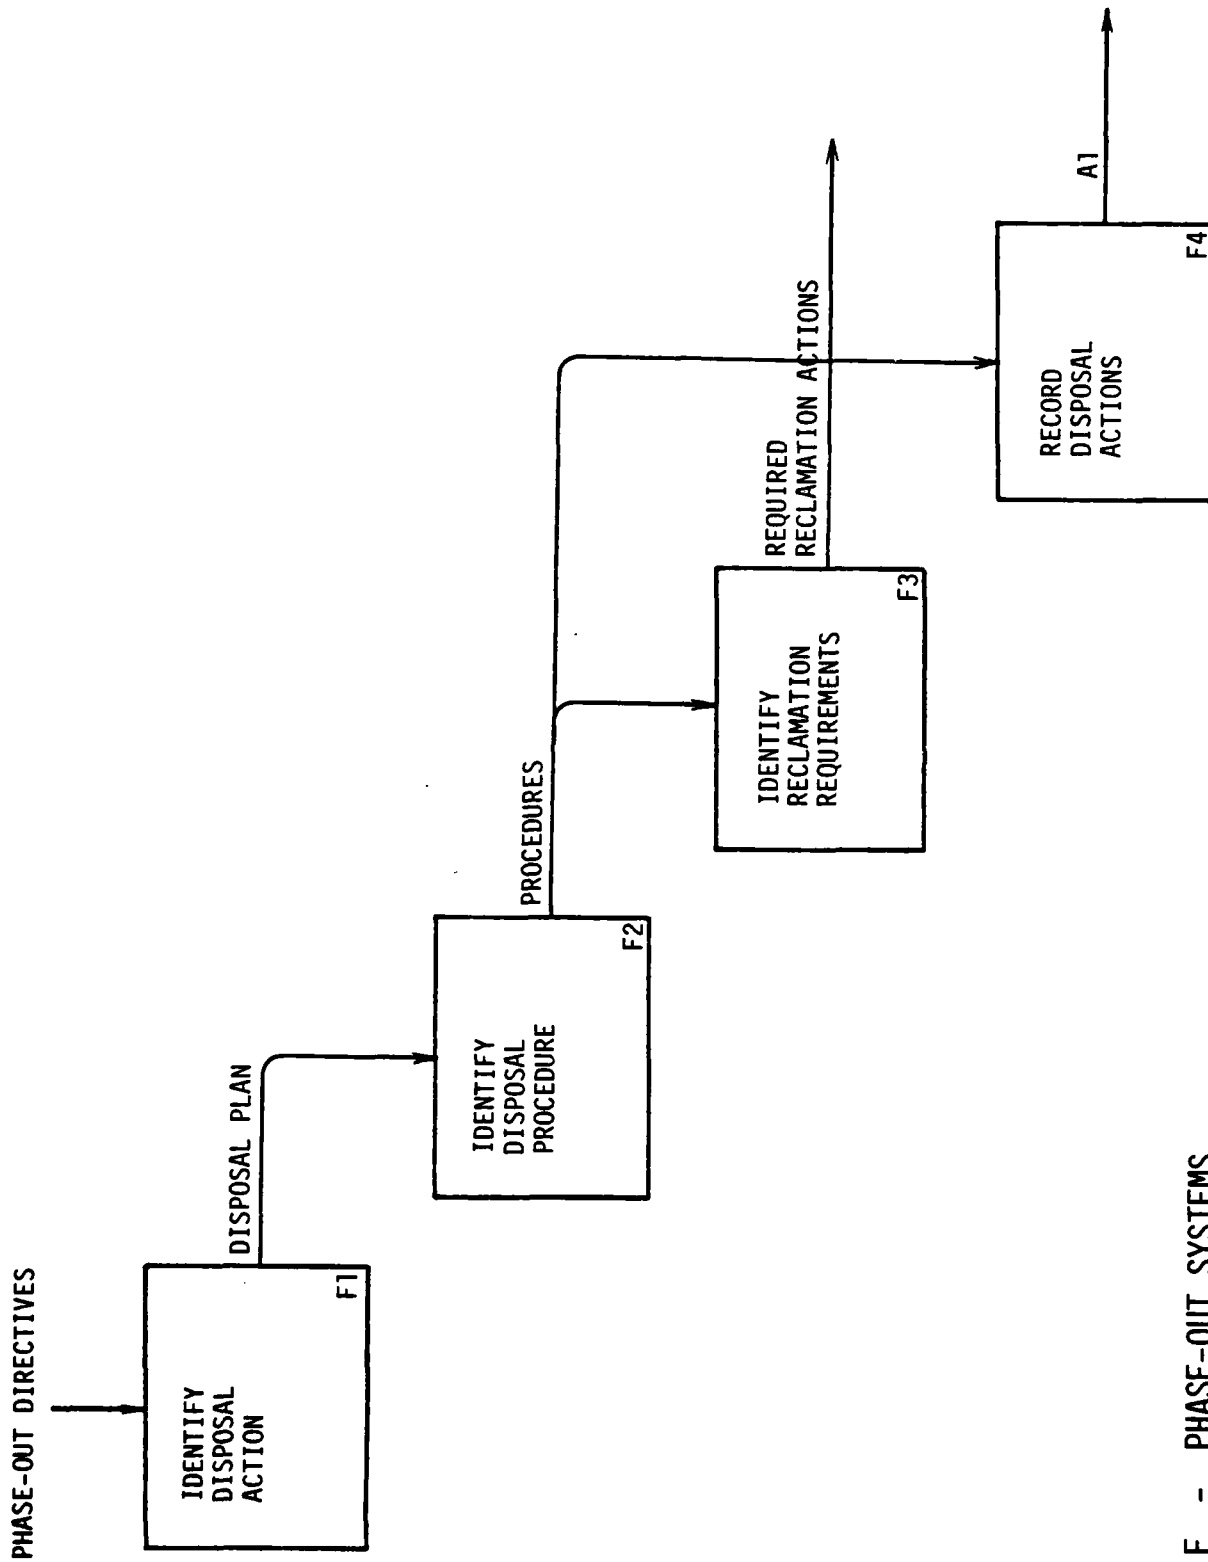 PHASE-OUT DIRECTIVES
IDENTIFY
DISPOSAL
ACTION
F1
DISPOSAL PLAN
IDENTIFY
DISPOSAL
PROCEDURE
F2
PROCEDURES
IDENTIFY
RECLAMATION
REQUIREMENTS
F3
REQUIRED
RECLAMATION ACTIONS
RECORD
DISPOSAL
ACTIONS
F4
A1
F - PHASE-OUT SYSTEMS